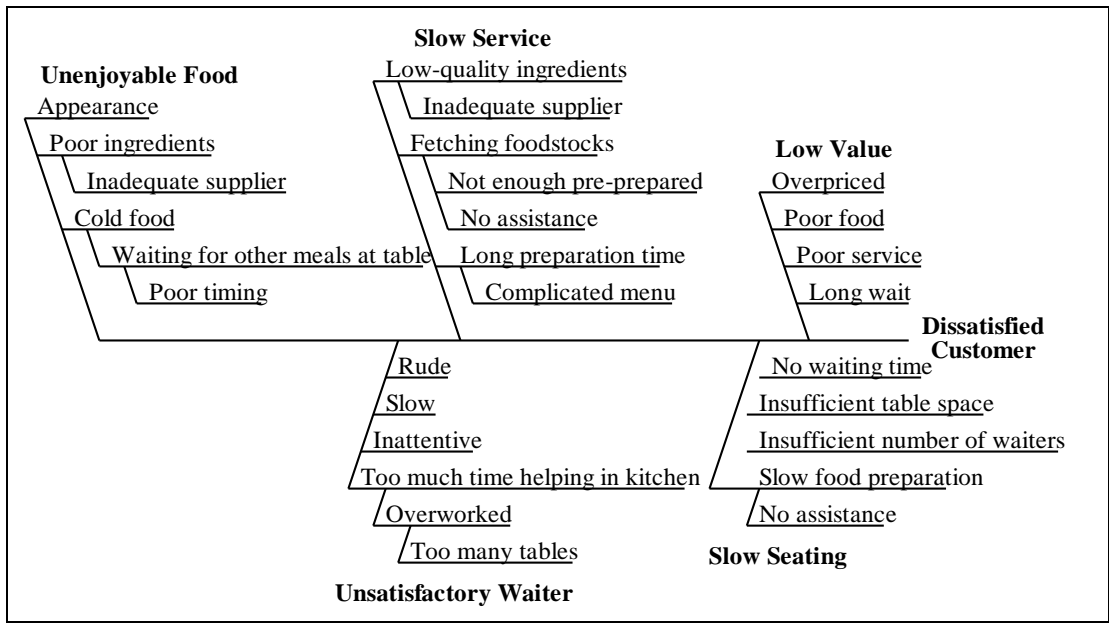 Unenjoyable Food
Appearance
Poor ingredients
Inadequate supplier
Cold food
Waiting for other meals at table
Poor timing
Slow Service
Low-quality ingredients
Inadequate supplier
Fetching foodstocks
Not enough pre-prepared
No assistance
Long preparation time
Complicated menu
Low Value
Overpriced
Poor food
Poor service
Long wait
Dissatisfied
Customer
Rude
Slow
Inattentive
Too much time helping in kitchen
Overworked
Too many tables
Unsatisfactory Waiter
No waiting time
Insufficient table space
Insufficient number of waiters
Slow food preparation
No assistance
Slow Seating